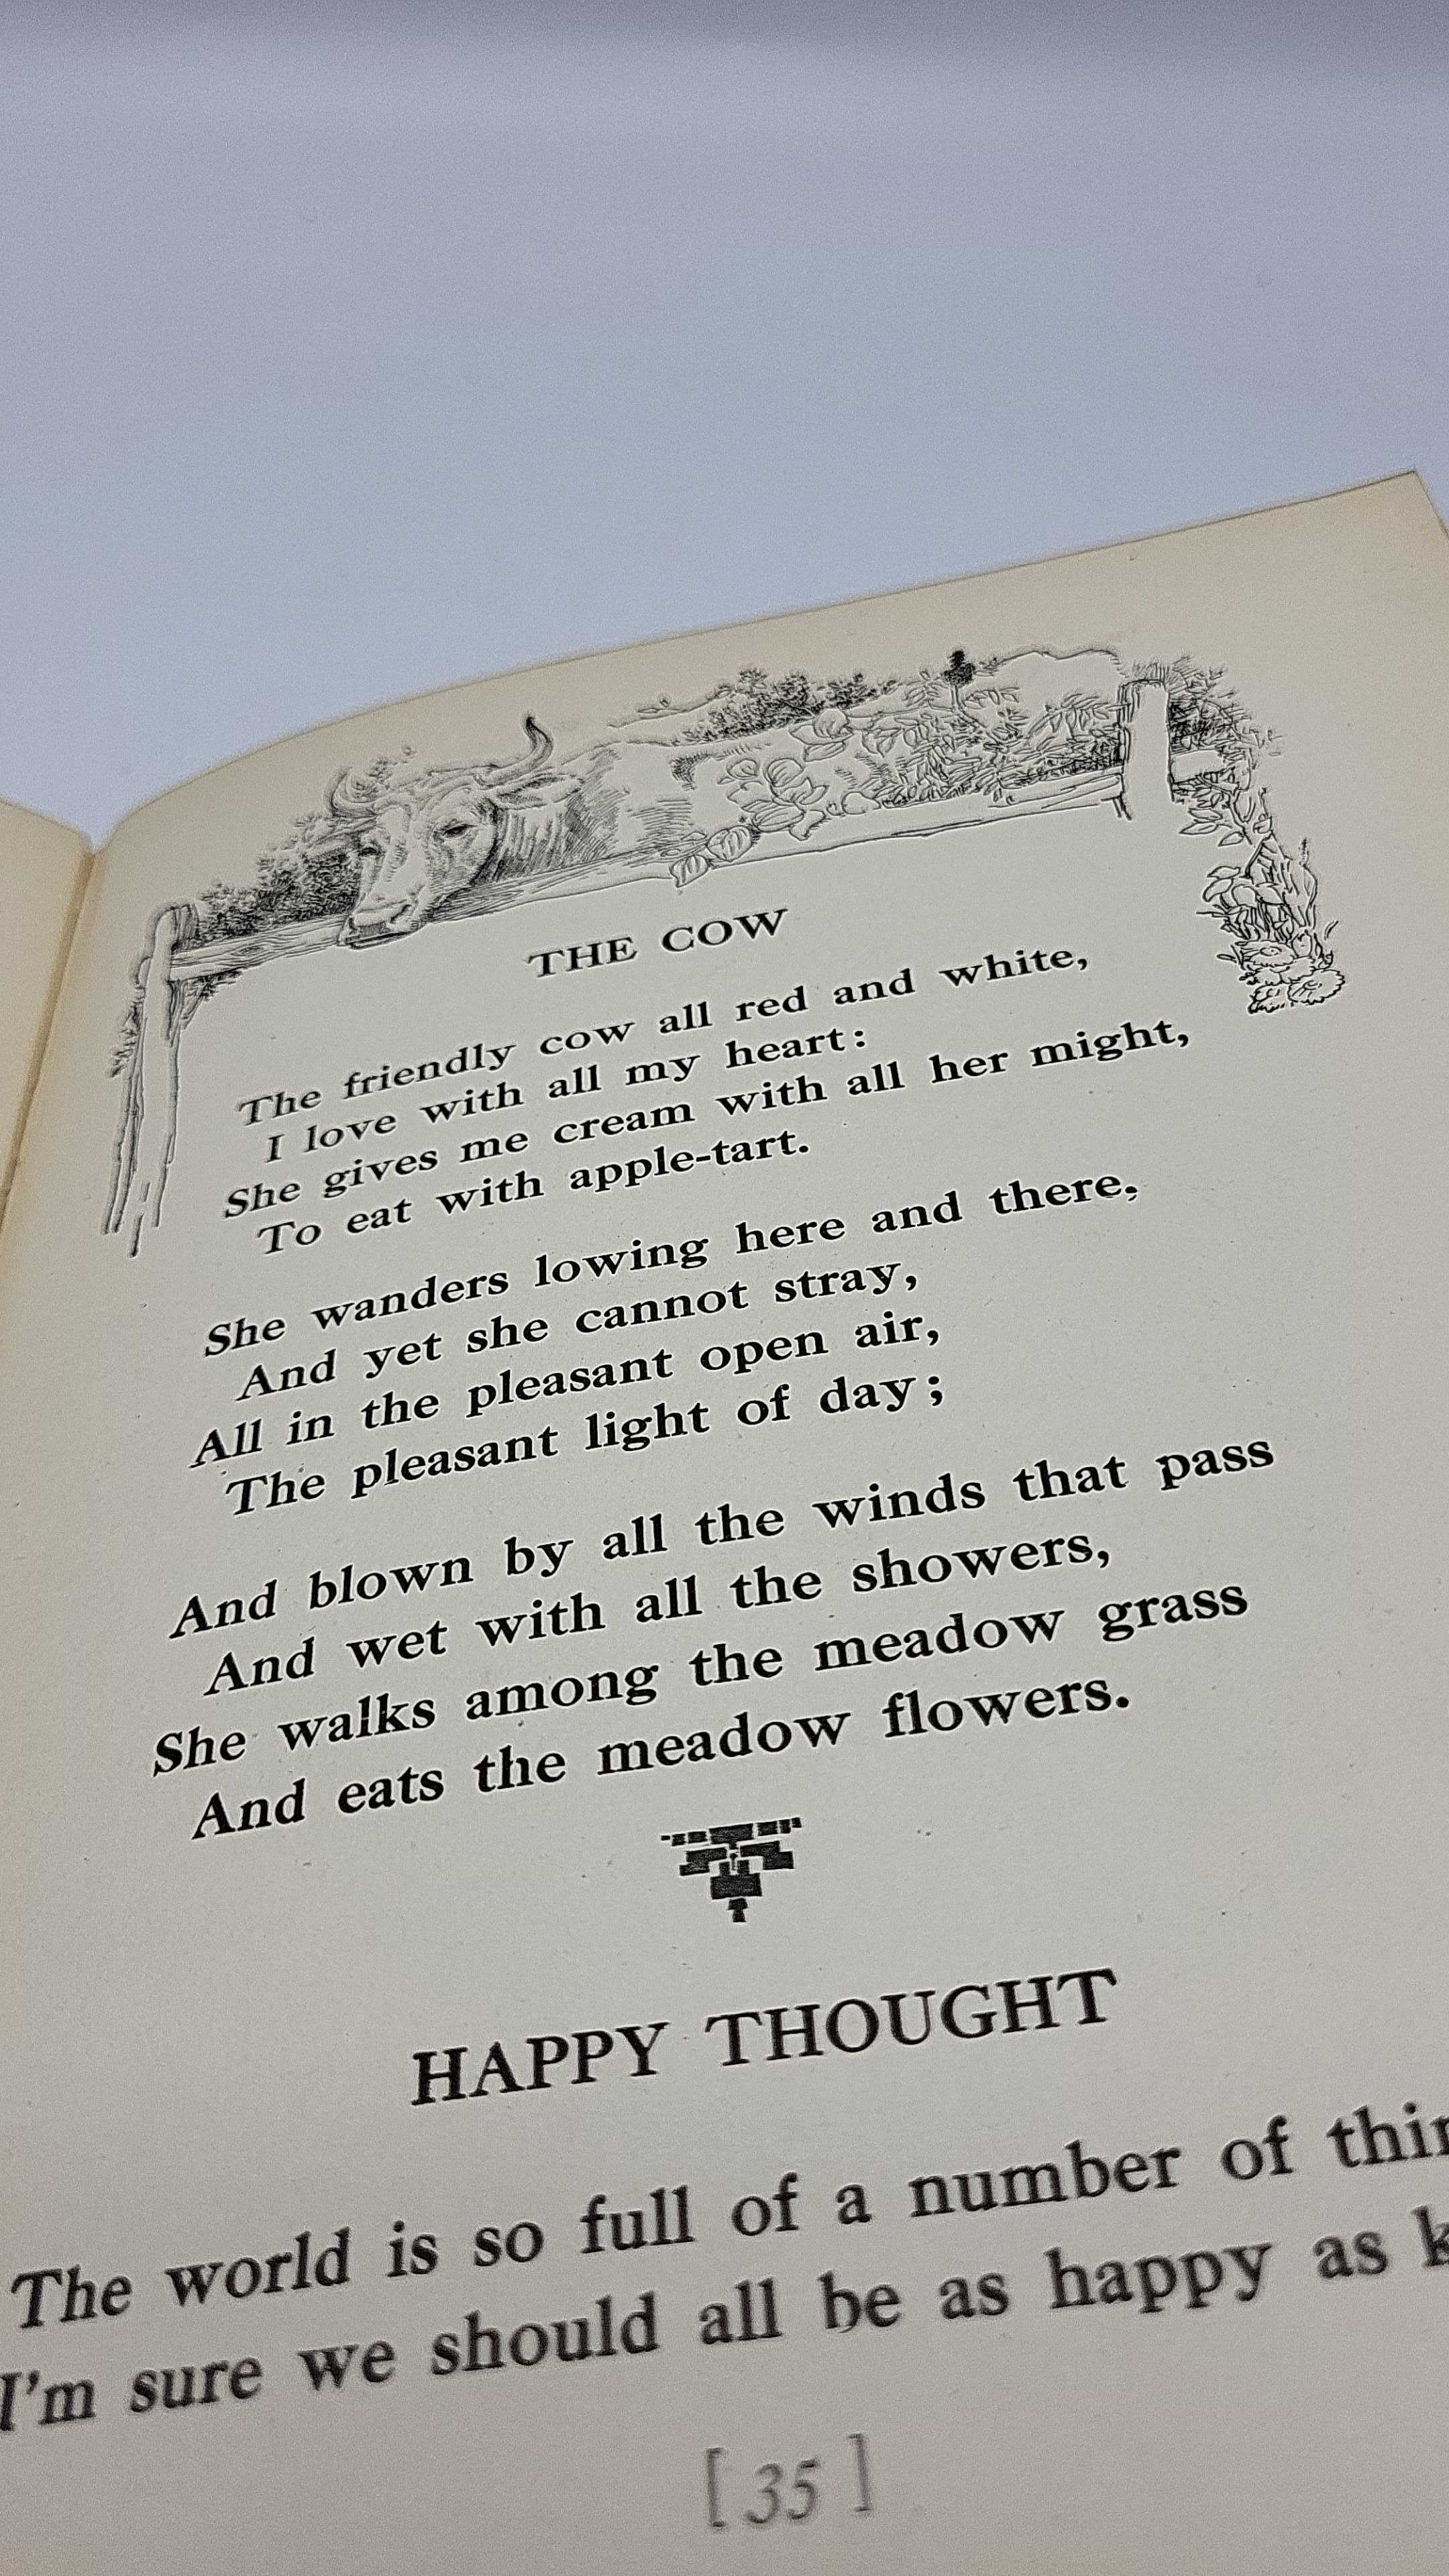 THE COW
The friendly cow all red and white,
I love with all my heart:
She gives me cream with all her might,
To eat with apple-tart.
She wanders lowing here and there,
And yet she cannot stray,
All in the pleasant open air,
The pleasant light of day;
And blown by all the winds that pass
And wet with all the showers,
She walks among the meadow grass
And eats the meadow flowers.
HAPPY THOUGHT
The world is so full of a number of
I'm sure we should all be as happy as
[ 35 ]